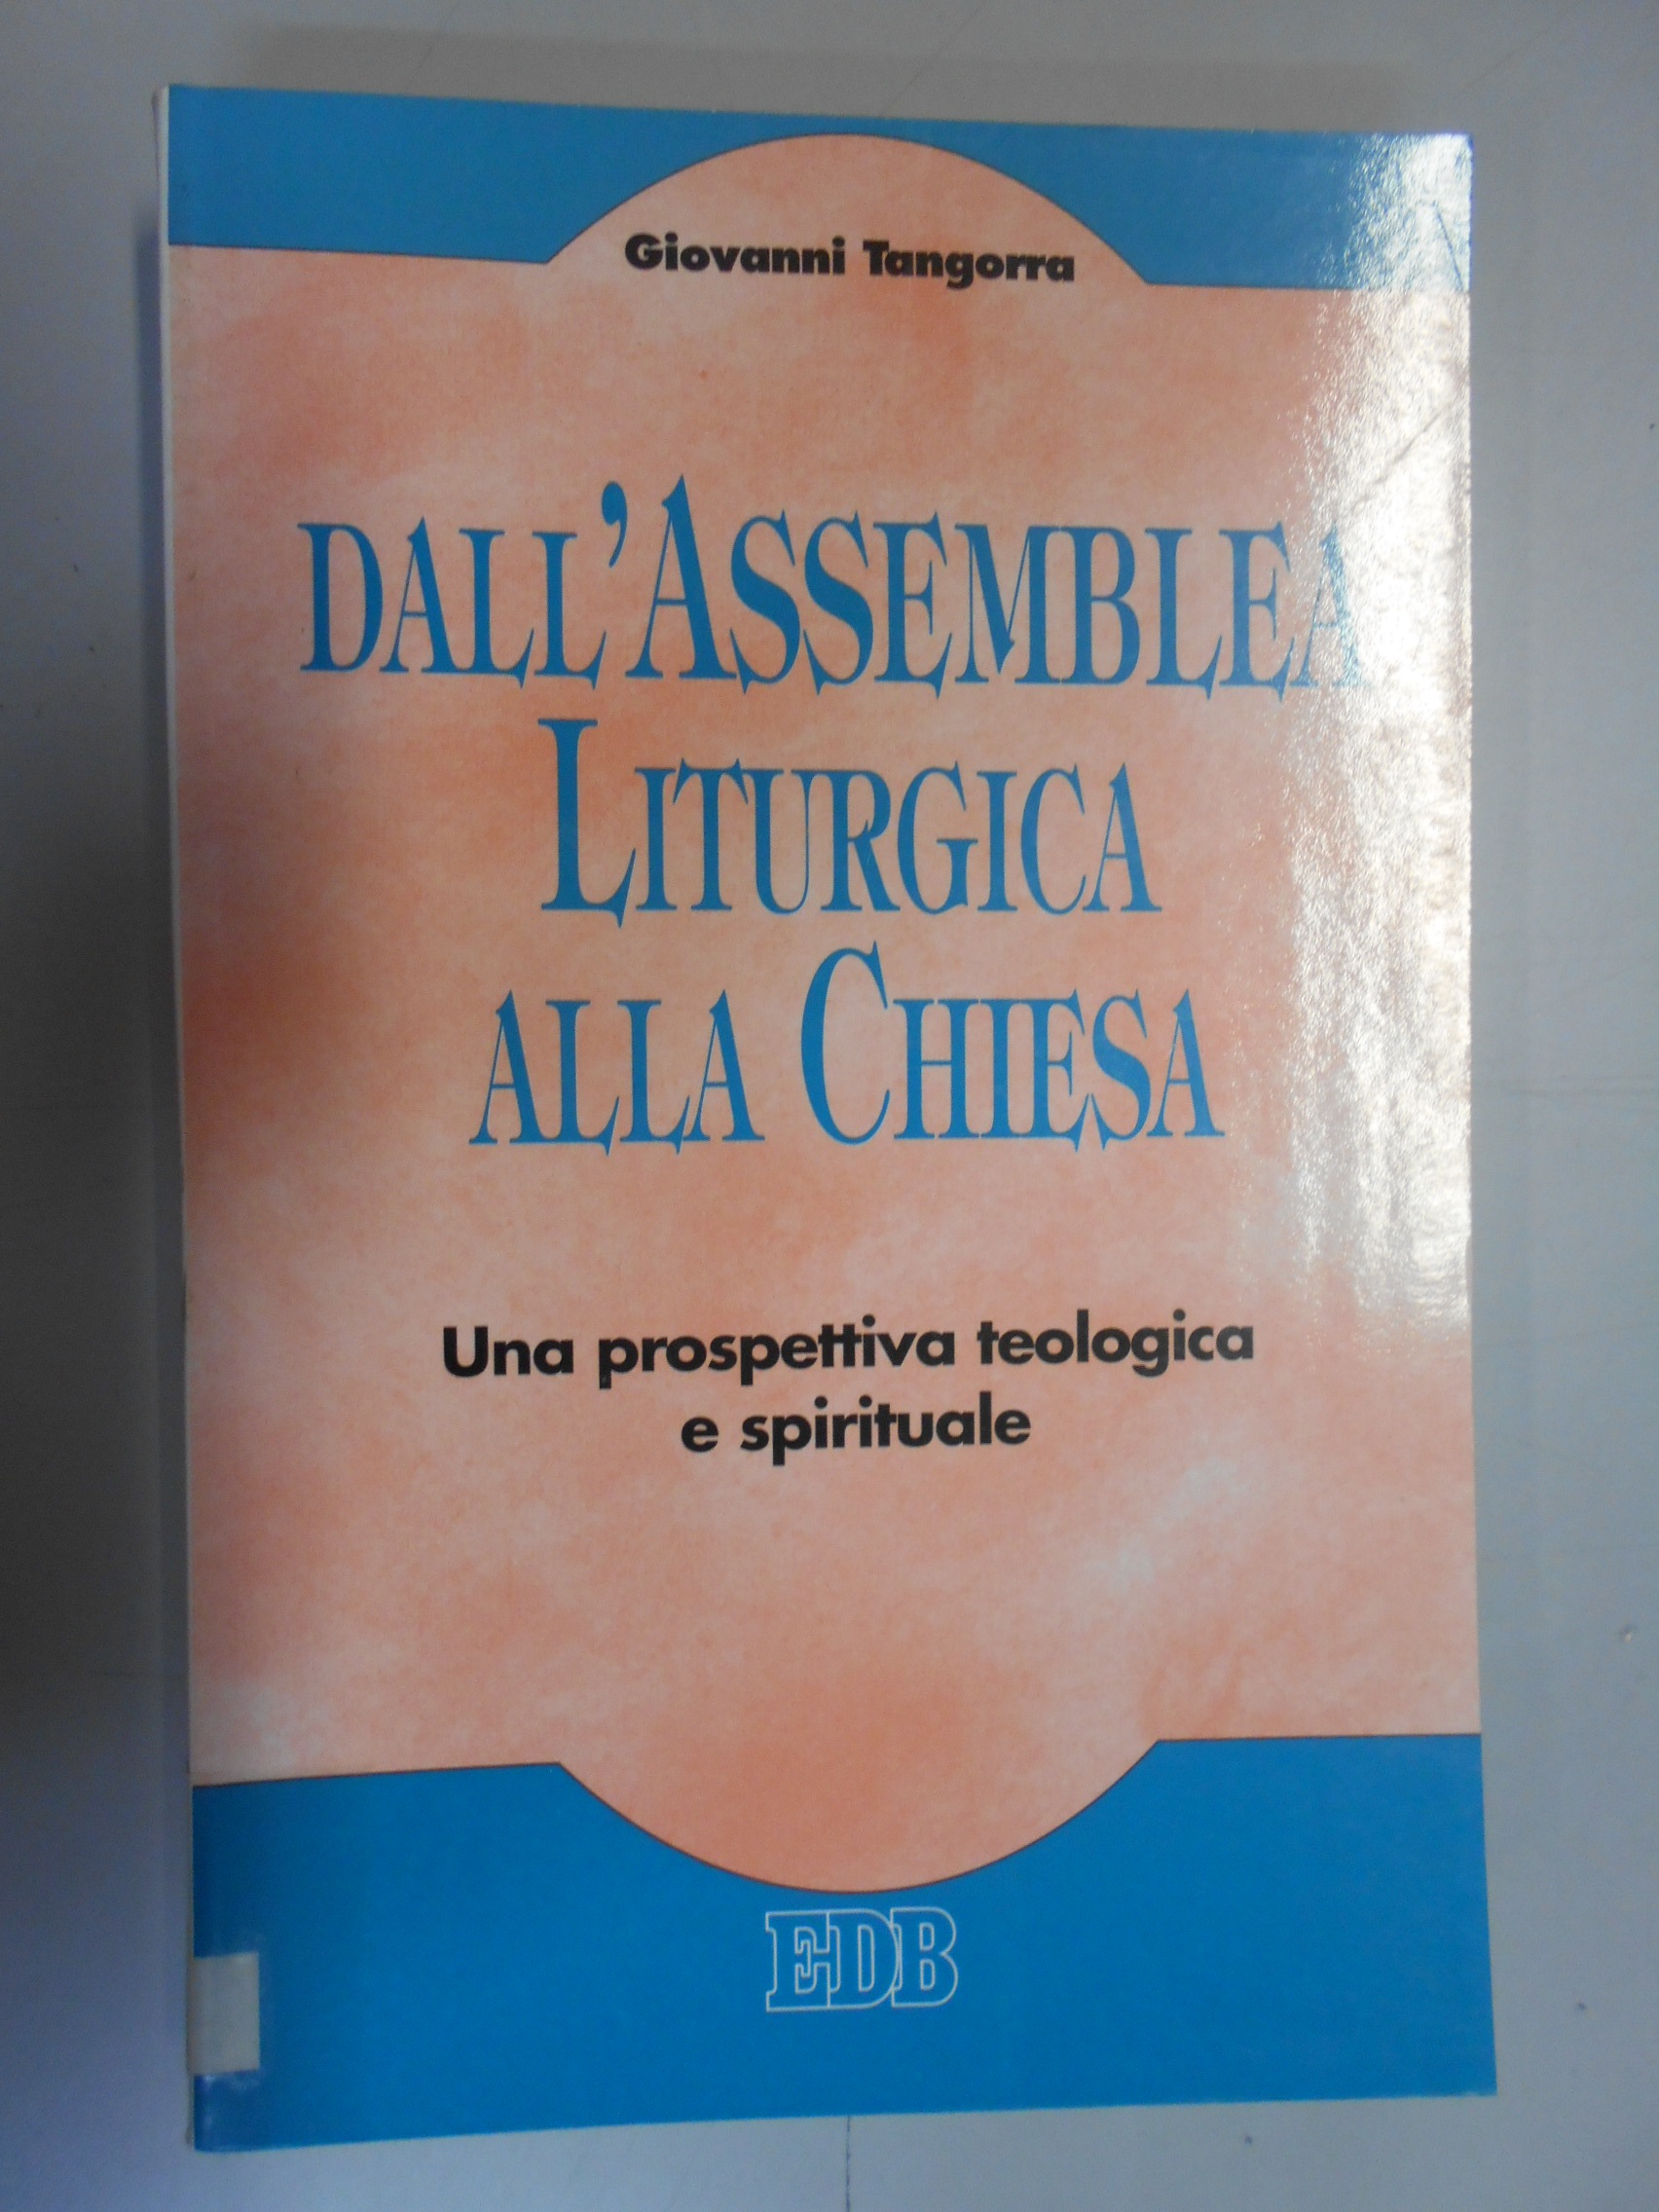 Giovanni Tangorra
DALL'ASSEMBLEA
LITURGICA
ALLA CHIESA
Una prospettiva teologica
e spirituale
EDB